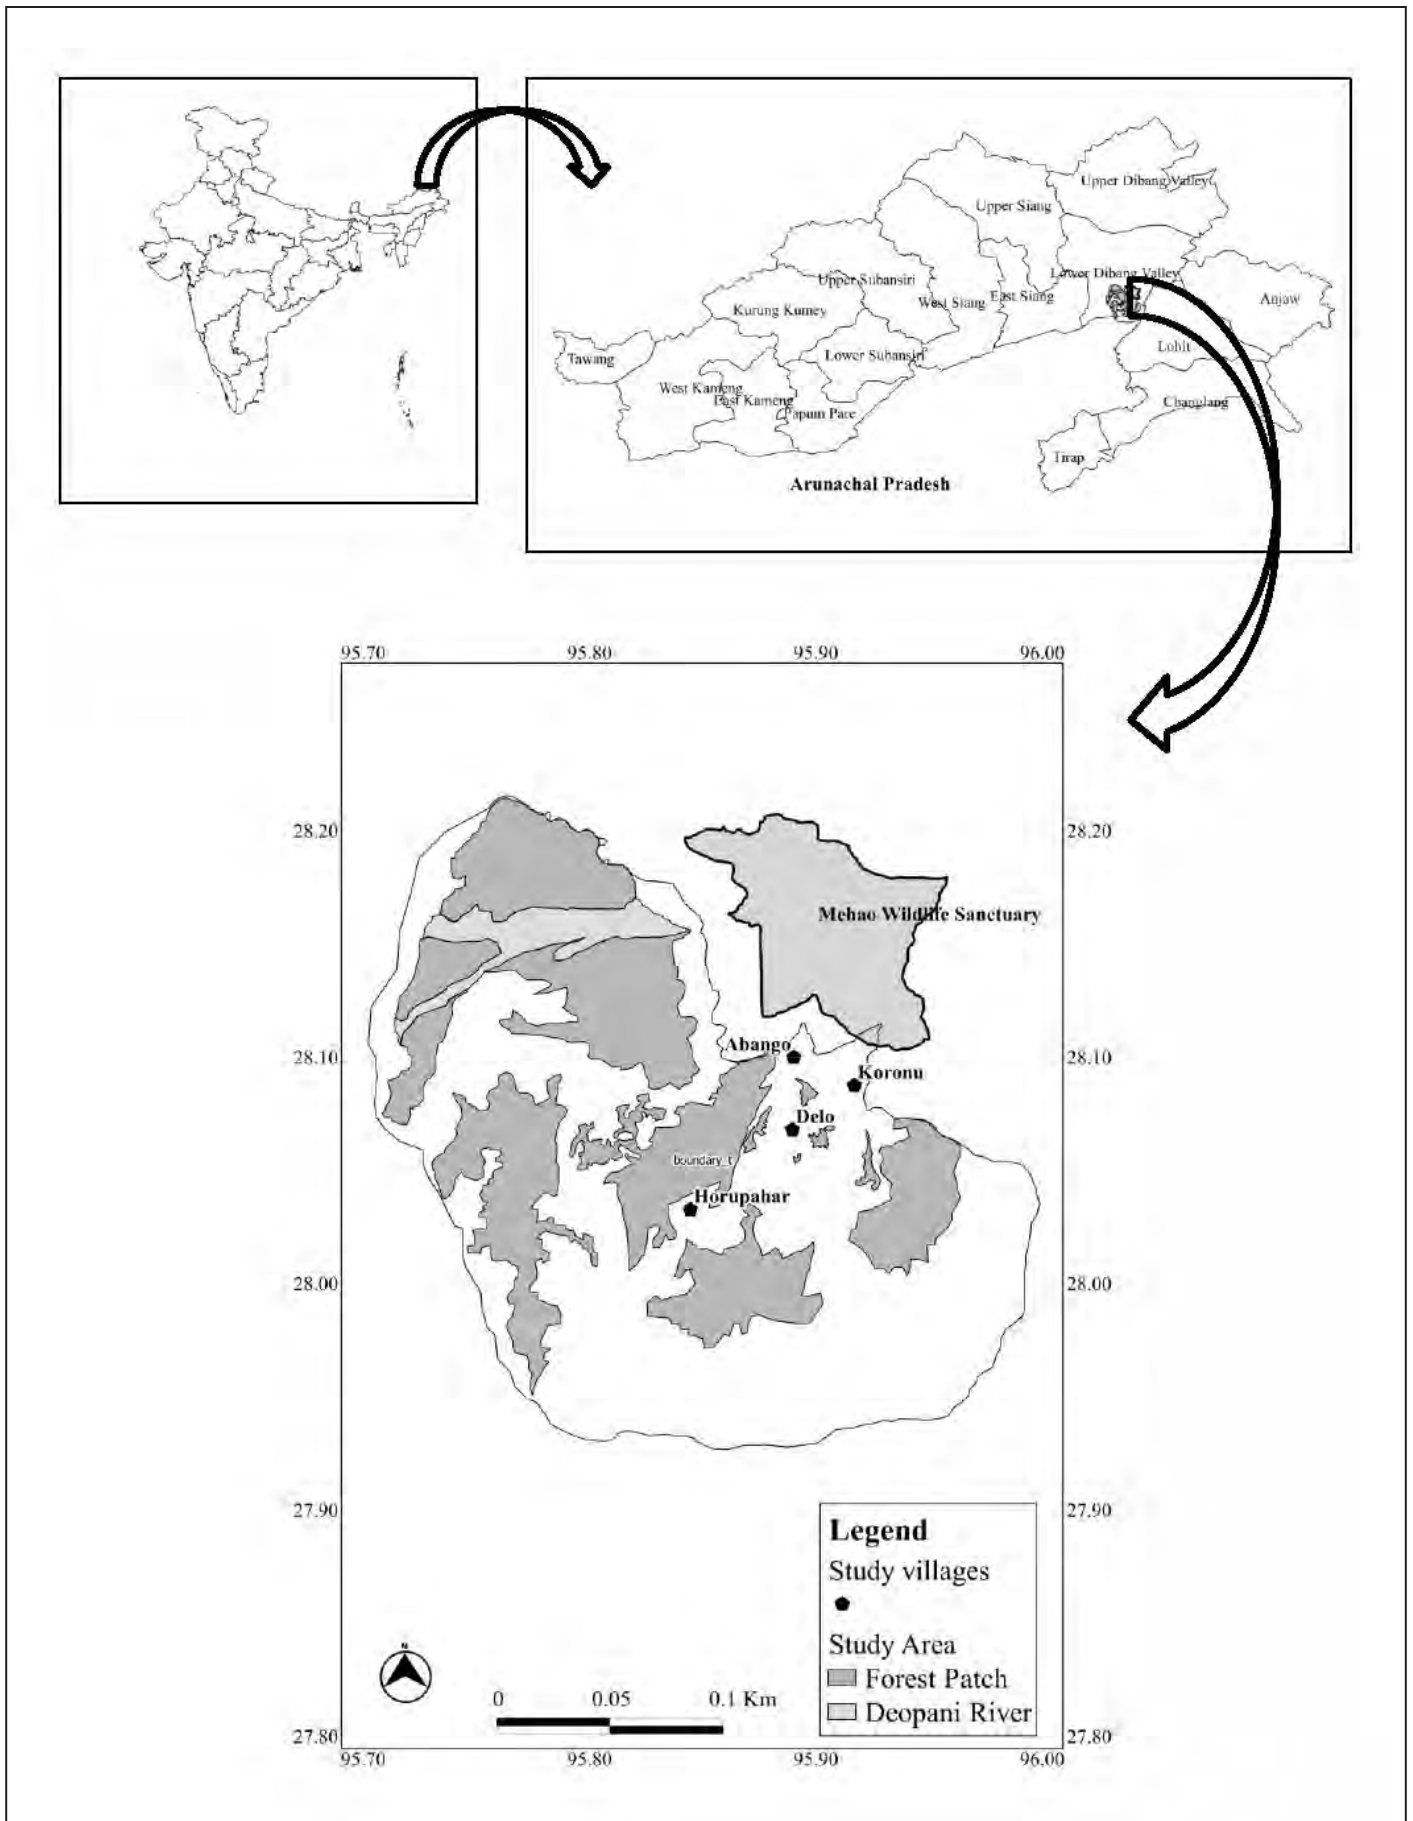 Upper Dibang Valley
Upper Siang
Lower Dibang Valley
Upper Subansiri
West Siang
East Siang
Anjaw
Kurung Kumey
Lohit
Tawang
Lower Subansiri
West Kameng
East Kameng
Changlang
Papum Pare
Tirap
Arunachal Pradesh
95.70 95.80 95.90 96.00
28.20 28.20
Mehao Wildlife Sanctuary
Abango
28.10 28.10
Koronu
Delo
boundary_t
Horupahar
28.00 28.00
27.90 27.90
Legend
Study villages
Study Area
N
Forest Patch
0 0.05 0.1 Km
Deopani River
27.80 27.80
95.70 95.80 95.90 96.00